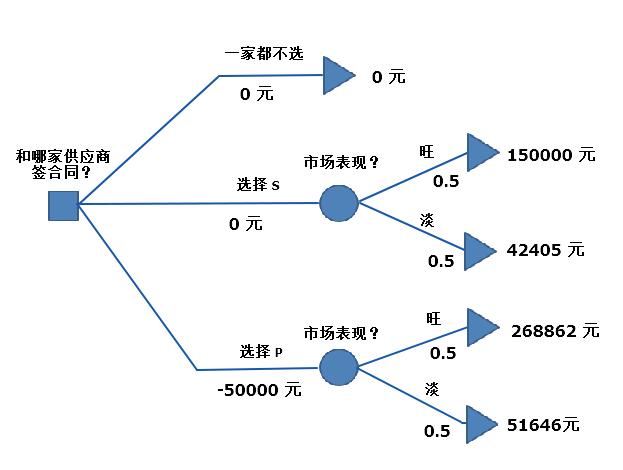 一家都不选
0 元
0 元
和哪家供应商
签合同？
市场表现？
旺
0.5
150000 元
选择 S
0 元
淡
0.5
42405 元
市场表现？
旺
0.5
268862 元
选择 P
-50000 元
淡
0.5
51646元